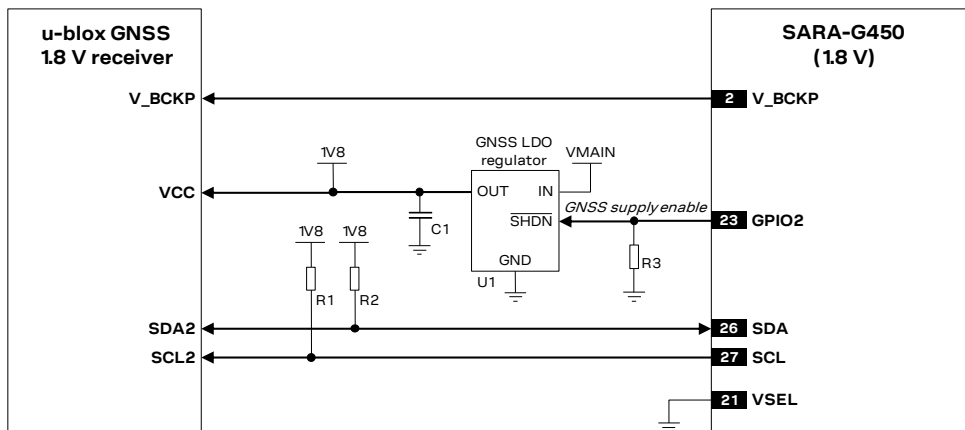 u-blox GNSS
1.8 V receiver
SARA-G450
(1.8 V)
V_BCKP
2 V_BCKP
GNSS LDO
regulator
1V8
VMAIN
VCC
OUT IN
GNSS supply enable
SHDN
23 GPIO2
C1
1V8 1V8
GND
R3
U1
R1 R2
SDA2
26 SDA
SCL2
27 SCL
21 VSEL